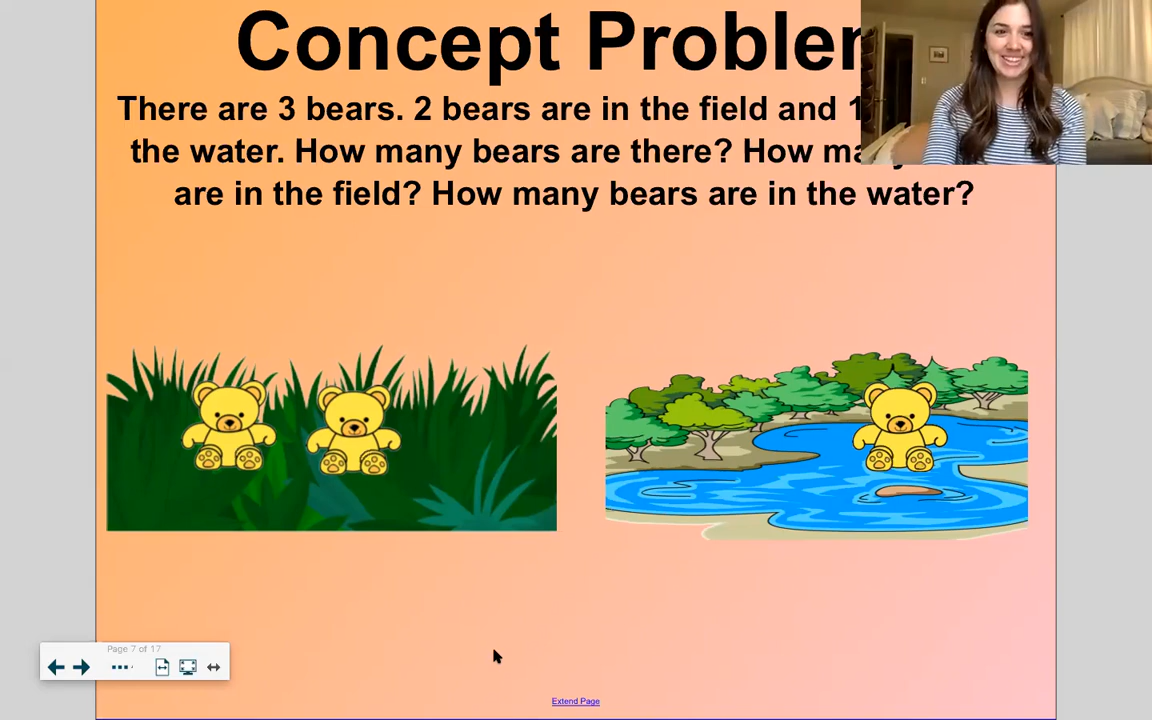 Concept Problem
There are 3 bears. 2 bears are in the field and 1
the water. How many bears are there? How many
are in the field? How many bears are in the water?
Page 7 of 17
Extend Page